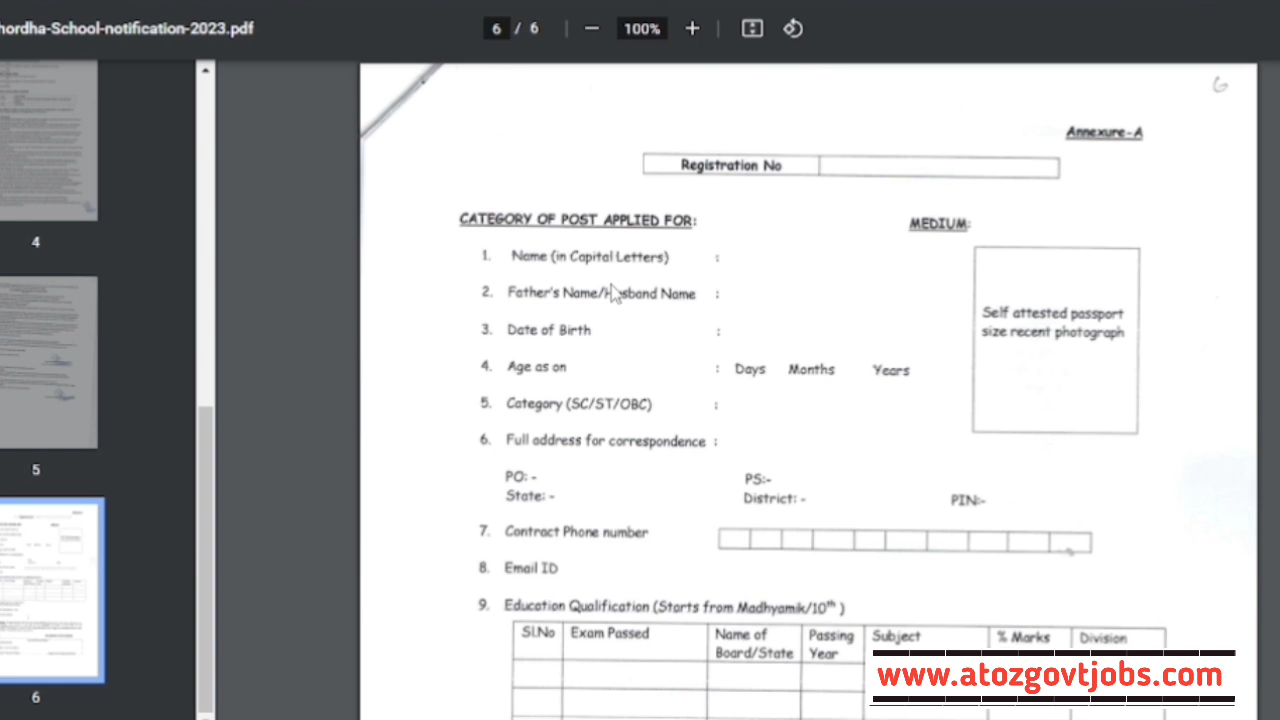 hordha-School-notification-2023.pdf
6 / 6
100%
4
5
6
6
Annexure-A
Registration No
CATEGORY OF POST APPLIED FOR:
MEDIUM:
1. Name (in Capital Letters) :
2. Father's Name/Husband Name :
Self attested passport
size recent photograph
3. Date of Birth :
4. Age as on : Days Months Years
5. Category (SC/ST/OBC) :
6. Full address for correspondence :
PO: - PS:-
State: - District: - PIN:-
7. Contract Phone number
8. Email ID
9. Education Qualification (Starts from Madhyamik/10th )
Sl.No Exam Passed Name of Board/State Passing Year Subject % Marks Division
www.atozgovtjobs.com